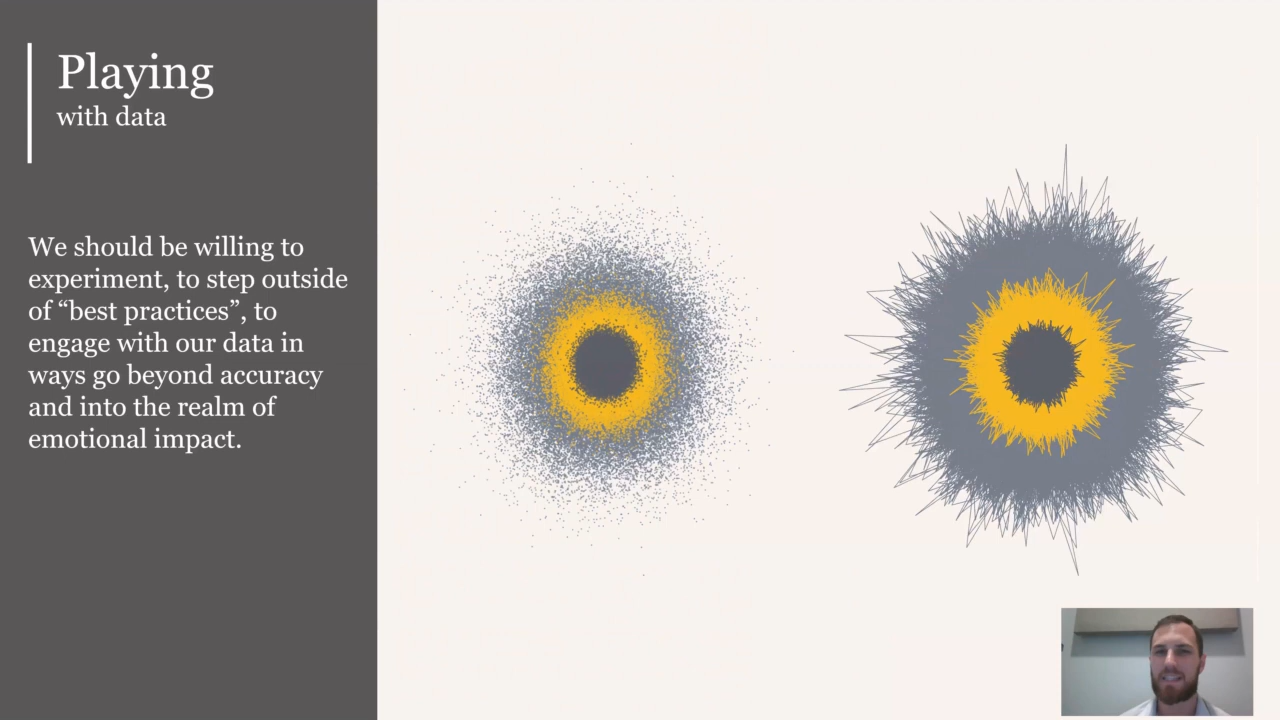 Playing
with data
We should be willing to
experiment, to step outside
of “best practices”, to
engage with our data in
ways go beyond accuracy
and into the realm of
emotional impact.